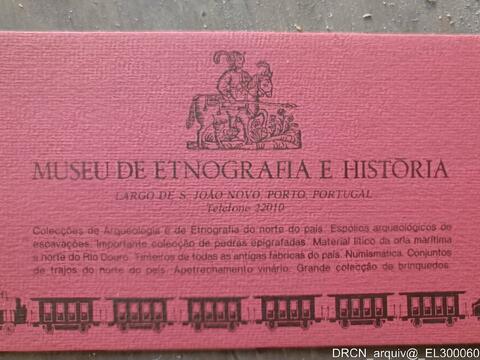 MUSEU DE ETNOGRAFIA E HISTÓRIA
LARGO DE S. JOÃO NOVO, PORTO, PORTUGAL
Telefone 22010
Colecções de Arqueologia e de Etnografia do norte do país. Espólios arqueológicos de
escavações. Importante colecção de pedras epigrafadas. Material lítico da orla marítima
a norte do Rio Douro. Tinteiros de todas as antigas fábricas do país. Numismática. Conjuntos
de trajos do norte do país. Apetrechamento vinário. Grande colecção de brinquedos.
DRCN_arquiv@_EL300060